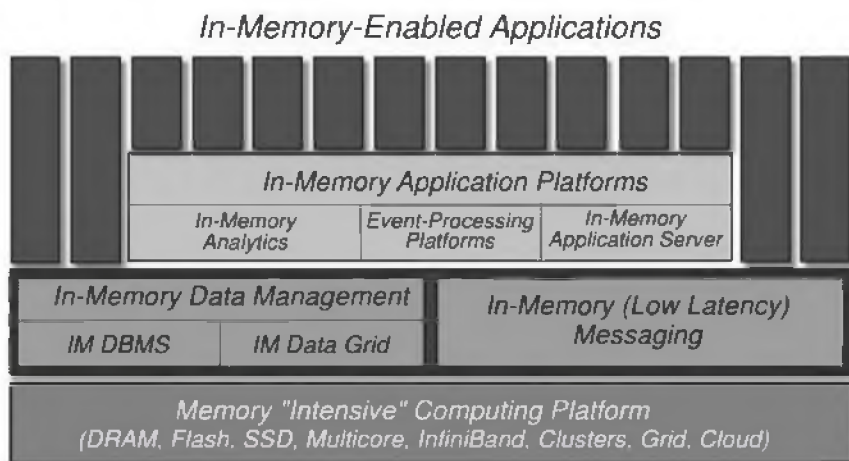 In-Memory-Enabled Applications
In-Memory Application Platforms
In-Memory
Analytics
Event-Processing
Platforms
In-Memory
Application Server
In-Memory Data Management
IM DBMS
IM Data Grid
In-Memory (Low Latency)
Messaging
Memory "Intensive" Computing Platform
(DRAM, Flash, SSD, Multicore, InfiniBand, Clusters, Grid, Cloud)